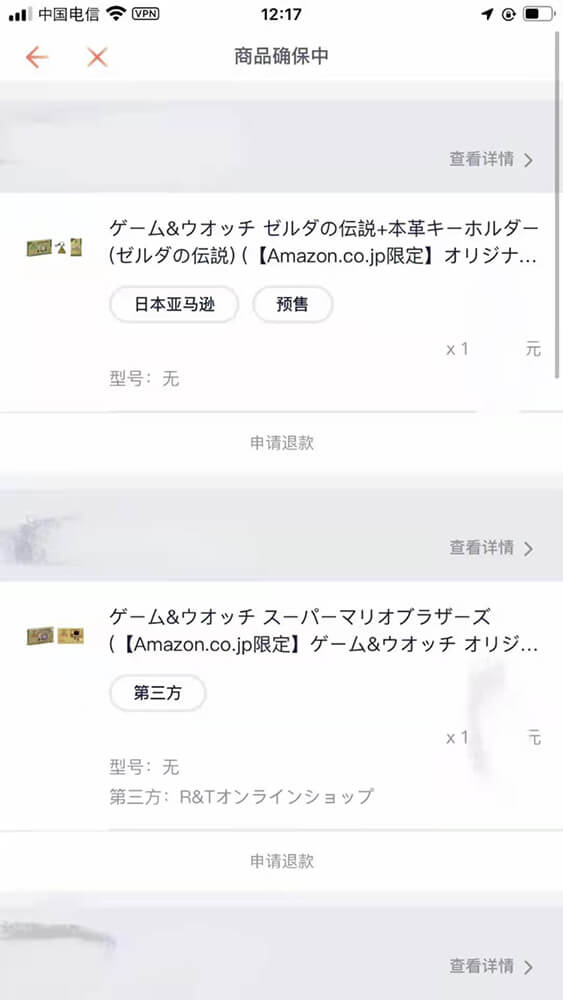 中国电信 VPN 12:17
商品确保中
查看详情
ゲーム&ウオッチ ゼルダの伝説+本革キーホルダー
(ゼルダの伝説) (【Amazon.co.jp限定】オリジナ...
日本亚马逊 预售
x 1 元
型号：无
申请退款
查看详情
ゲーム&ウオッチ スーパーマリオブラザーズ
(【Amazon.co.jp限定】ゲーム&ウオッチ オリジ...
第三方
x 1 元
型号：无
第三方：R&Tオンラインショップ
申请退款
查看详情